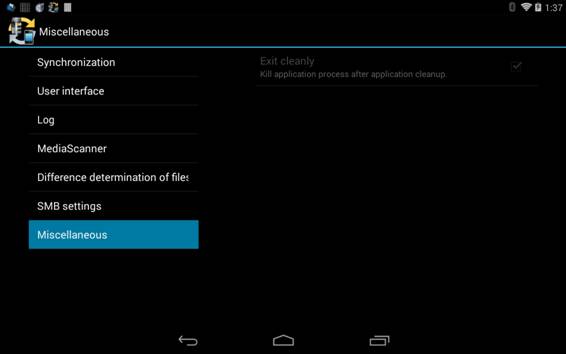 1:37
Miscellaneous
Synchronization
User interface
Log
MediaScanner
Difference determination of files
SMB settings
Miscellaneous
Exit cleanly
Kill application process after application cleanup.